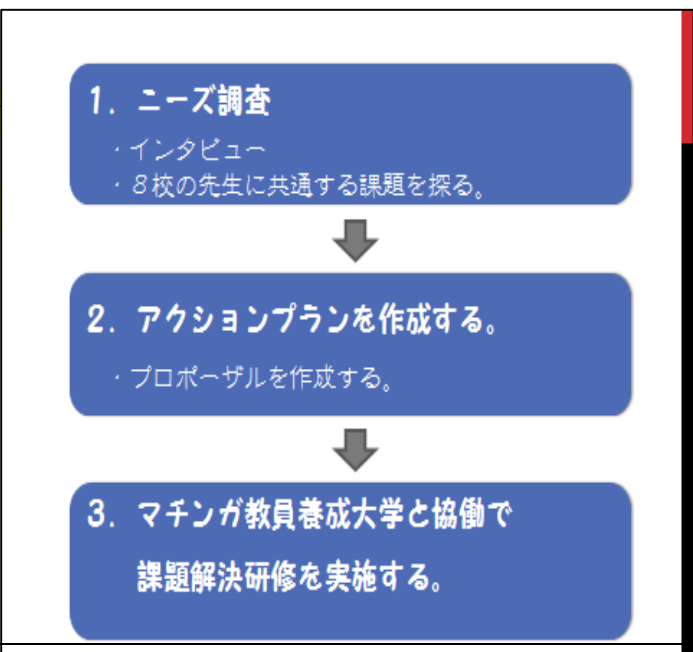 1. ニーズ調査
・インタビュー
・8校の先生に共通する課題を探る。
2. アクションプランを作成する。
・プロポーザルを作成する。
3. マチンガ教員養成大学と協働で
課題解決研修を実施する。